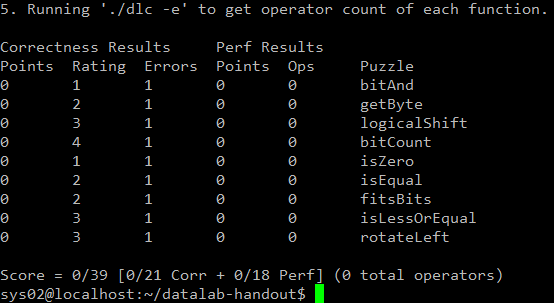 5. Running './dlc -e' to get operator count of each function.
Correctness Results Perf Results
Points Rating Errors Points Ops Puzzle
0 1 1 0 0 bitAnd
0 2 1 0 0 getByte
0 3 1 0 0 logicalShift
0 4 1 0 0 bitCount
0 1 1 0 0 isZero
0 2 1 0 0 isEqual
0 2 1 0 0 fitsBits
0 3 1 0 0 isLessOrEqual
0 3 1 0 0 rotateLeft
Score = 0/39 [0/21 Corr + 0/18 Perf] (0 total operators)
sys02@localhost:~/datalab-handout$